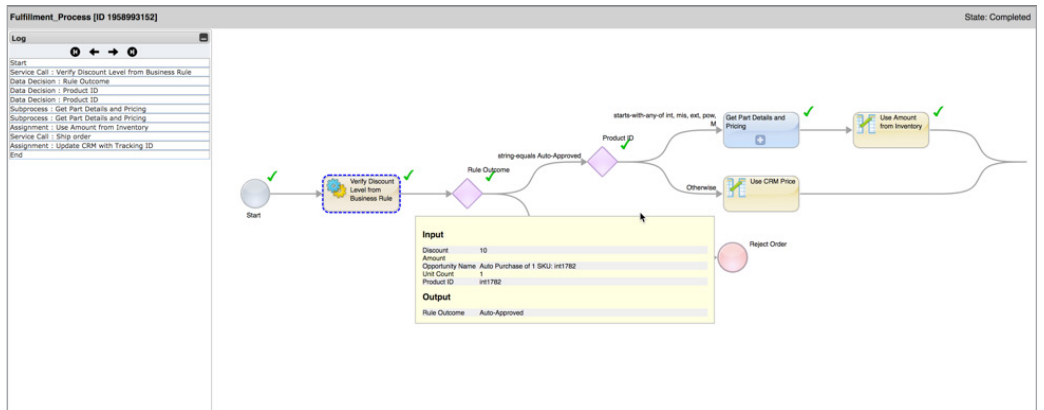 Fulfillment_Process [ID 1958993152]
State: Completed
Log
Start
Service Call : Verify Discount Level from Business Rule
Data Decision : Rule Outcome
Data Decision : Product ID
Data Decision : Product ID
Subprocess : Get Part Details and Pricing
Subprocess : Get Part Details and Pricing
Assignment : Use Amount from Inventory
Service Call : Ship order
Assignment : Update CRM with Tracking ID
End
Start
Verify Discount
Level from
Business Rule
Rule Outcome
string-equals Auto-Approved
Product ID
starts-with-any-of int, mis, ext, pow,
M
Get Part Details and
Pricing
Use Amount
from Inventory
Otherwise
Use CRM Price
Reject Order
Input
Discount 10
Amount
Opportunity Name Auto Purchase of 1 SKU: int1782
Unit Count 1
Product ID int1782
Output
Rule Outcome Auto-Approved